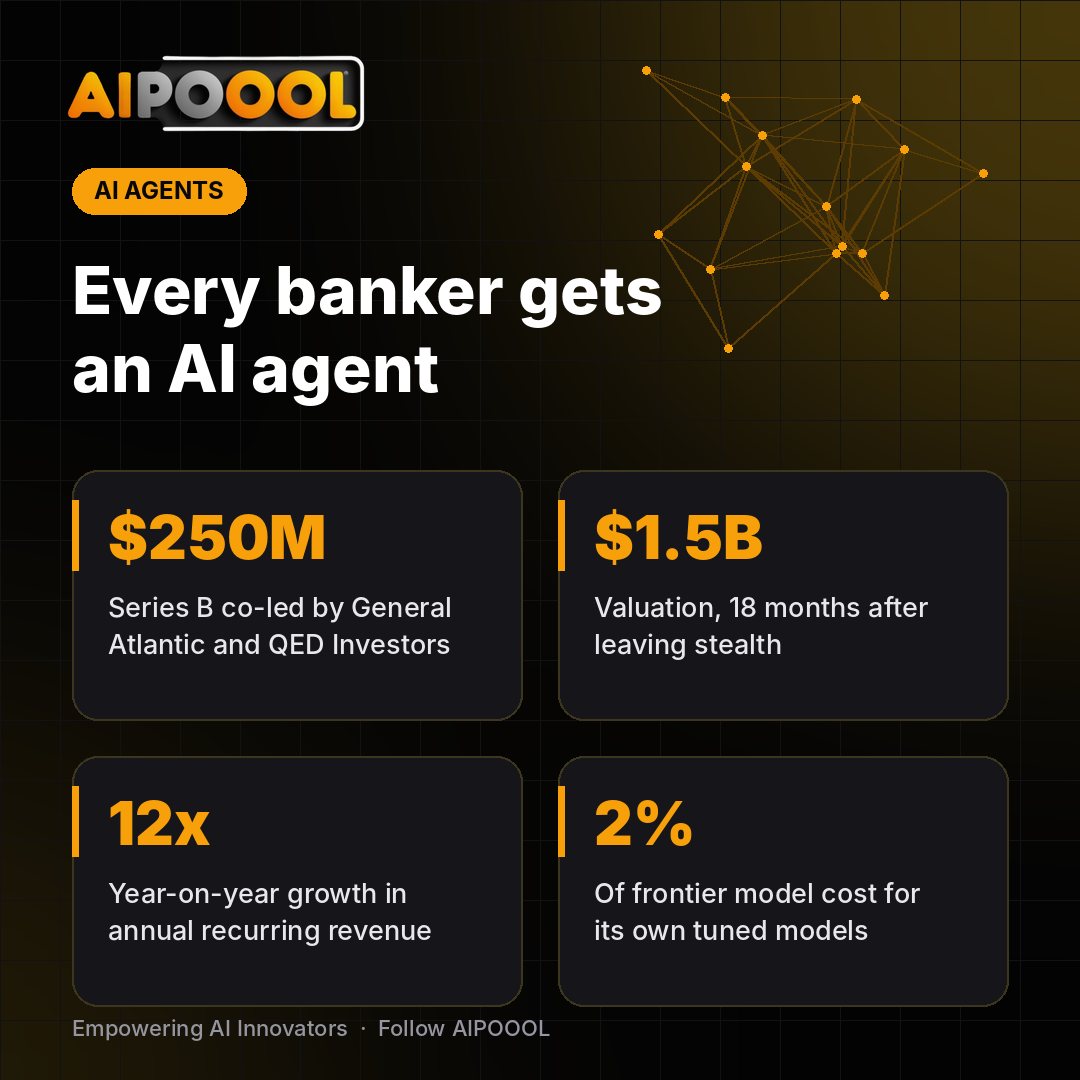 AIPOOOL
AI AGENTS
Every banker gets
an AI agent
$250M
Series B co-led by General
Atlantic and QED Investors
$1.5B
Valuation, 18 months after
leaving stealth
12x
Year-on-year growth in
annual recurring revenue
2%
Of frontier model cost for
its own tuned models
Empowering AI Innovators · Follow AIPOOOL